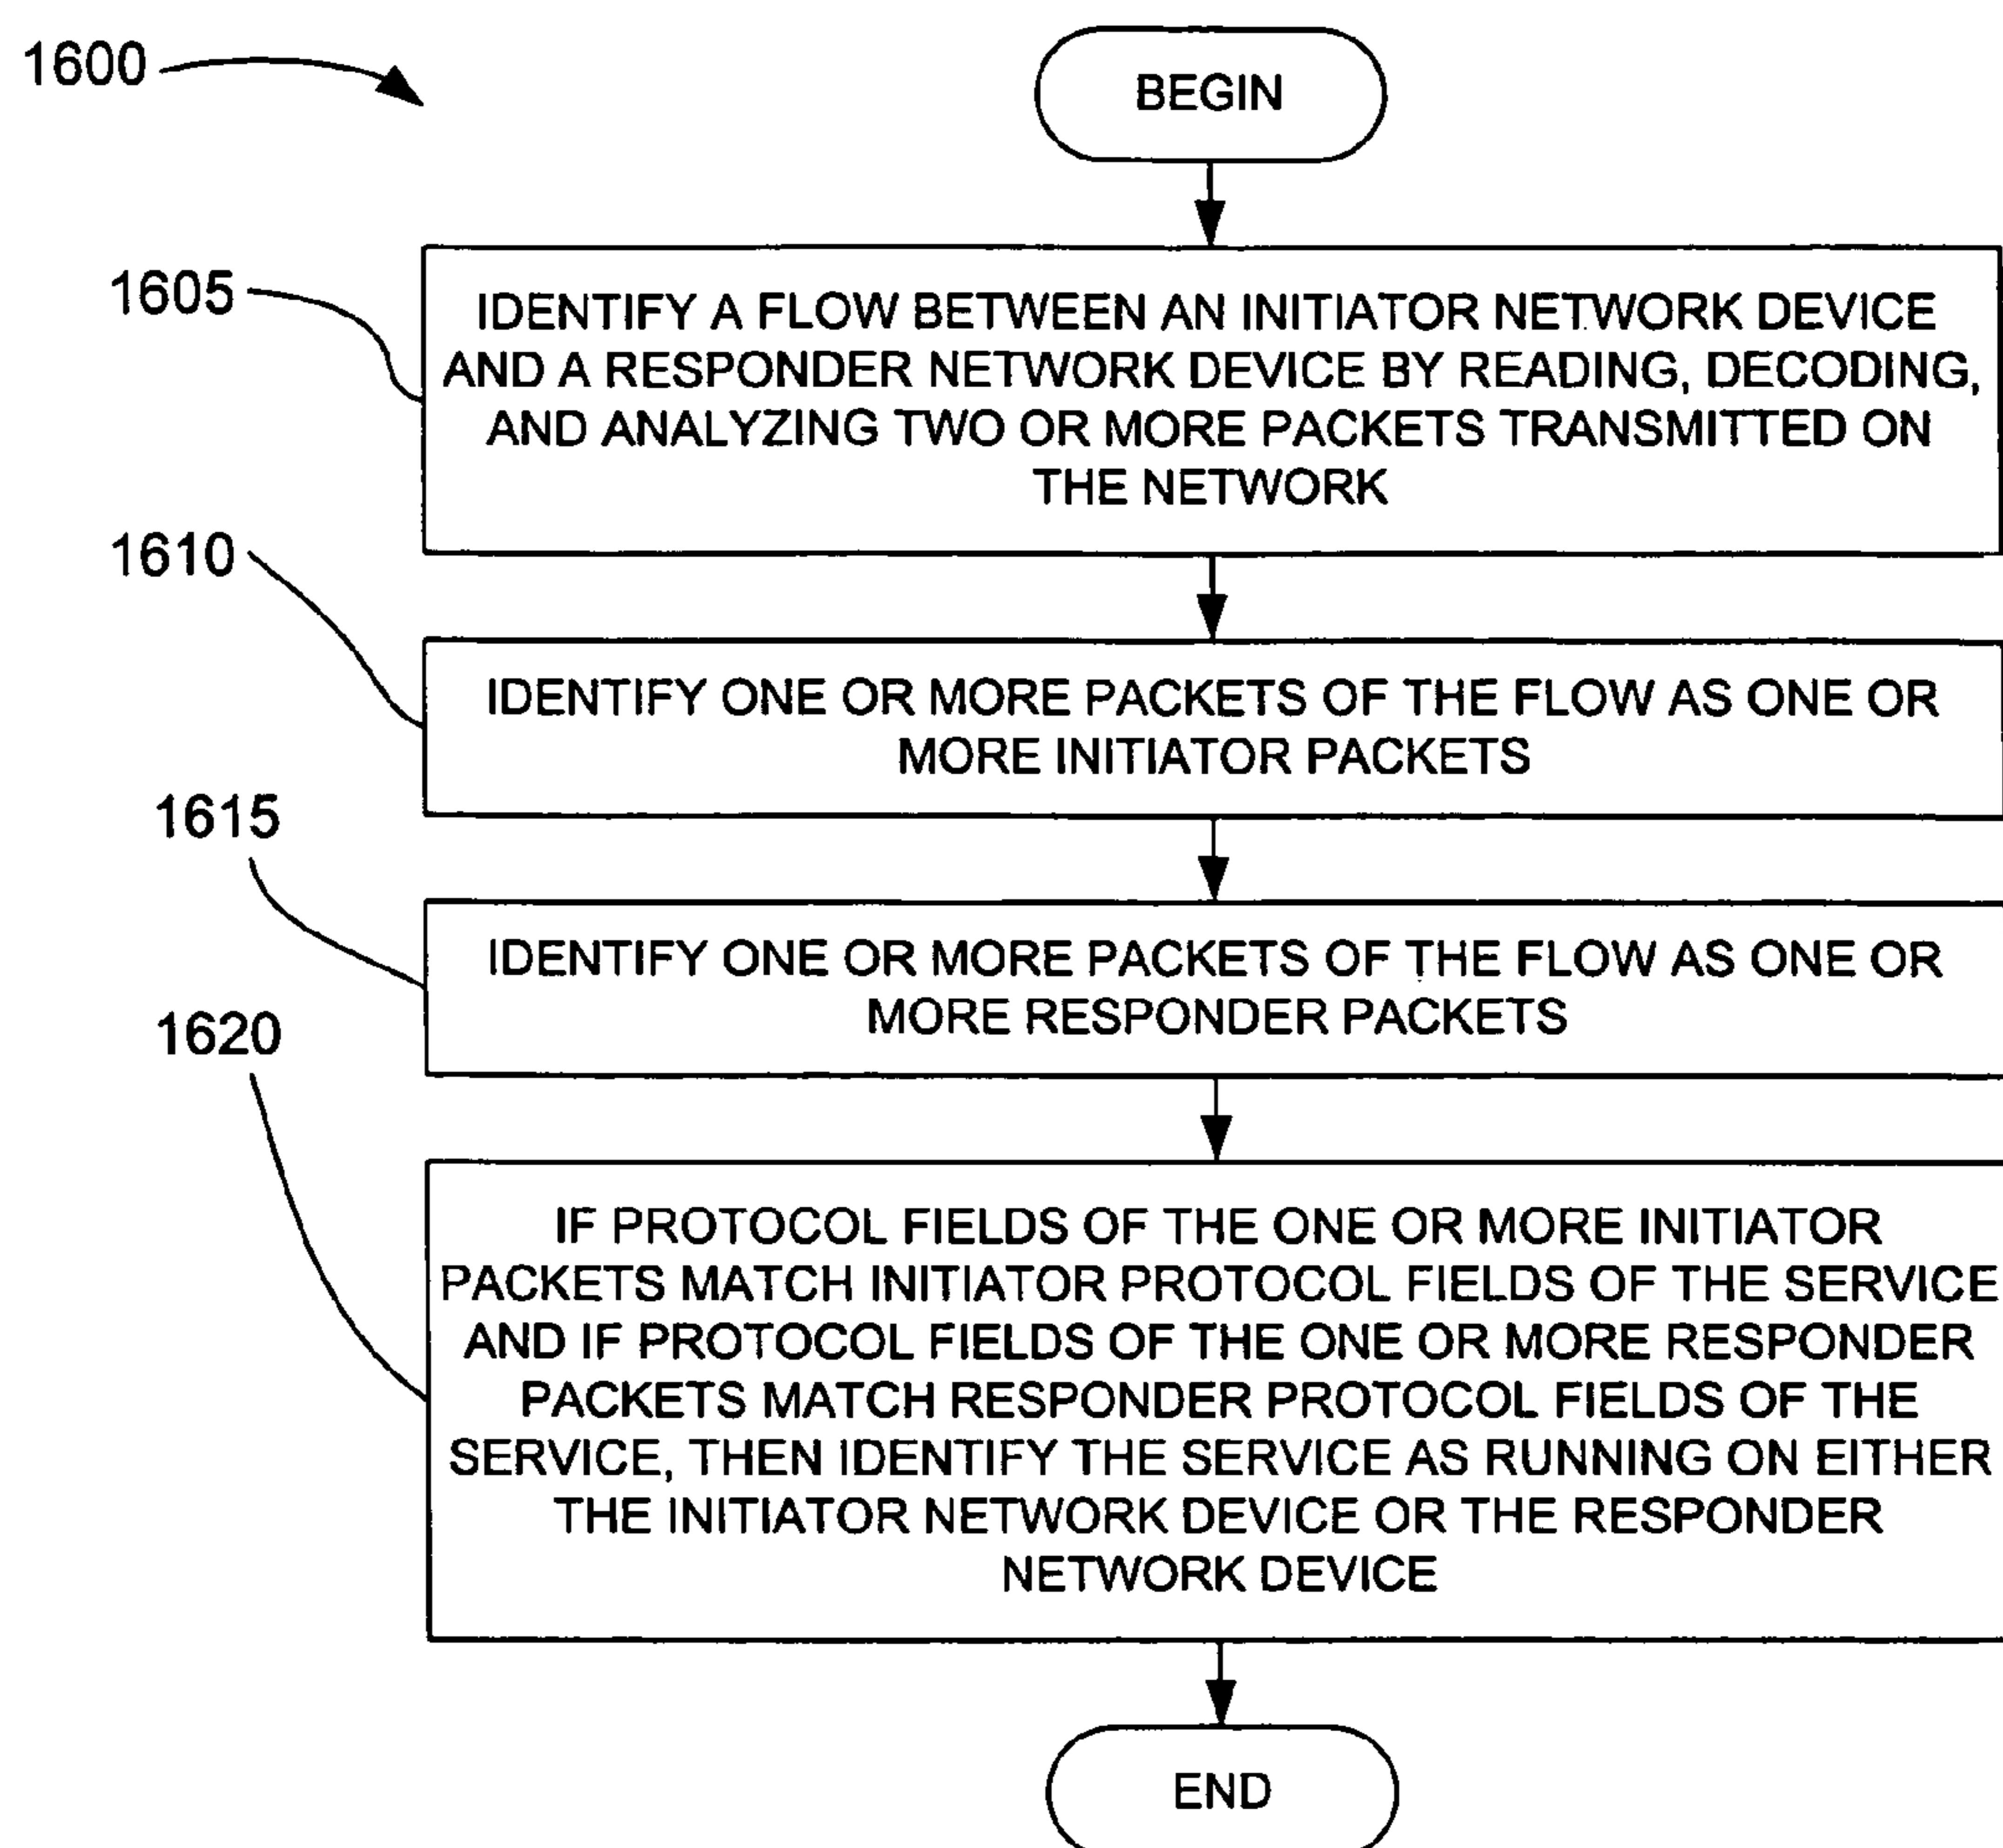 1600
BEGIN
1605
IDENTIFY A FLOW BETWEEN AN INITIATOR NETWORK DEVICE
AND A RESPONDER NETWORK DEVICE BY READING, DECODING,
AND ANALYZING TWO OR MORE PACKETS TRANSMITTED ON
THE NETWORK
1610
IDENTIFY ONE OR MORE PACKETS OF THE FLOW AS ONE OR
MORE INITIATOR PACKETS
1615
IDENTIFY ONE OR MORE PACKETS OF THE FLOW AS ONE OR
MORE RESPONDER PACKETS
1620
IF PROTOCOL FIELDS OF THE ONE OR MORE INITIATOR
PACKETS MATCH INITIATOR PROTOCOL FIELDS OF THE SERVICE
AND IF PROTOCOL FIELDS OF THE ONE OR MORE RESPONDER
PACKETS MATCH RESPONDER PROTOCOL FIELDS OF THE
SERVICE, THEN IDENTIFY THE SERVICE AS RUNNING ON EITHER
THE INITIATOR NETWORK DEVICE OR THE RESPONDER
NETWORK DEVICE
END